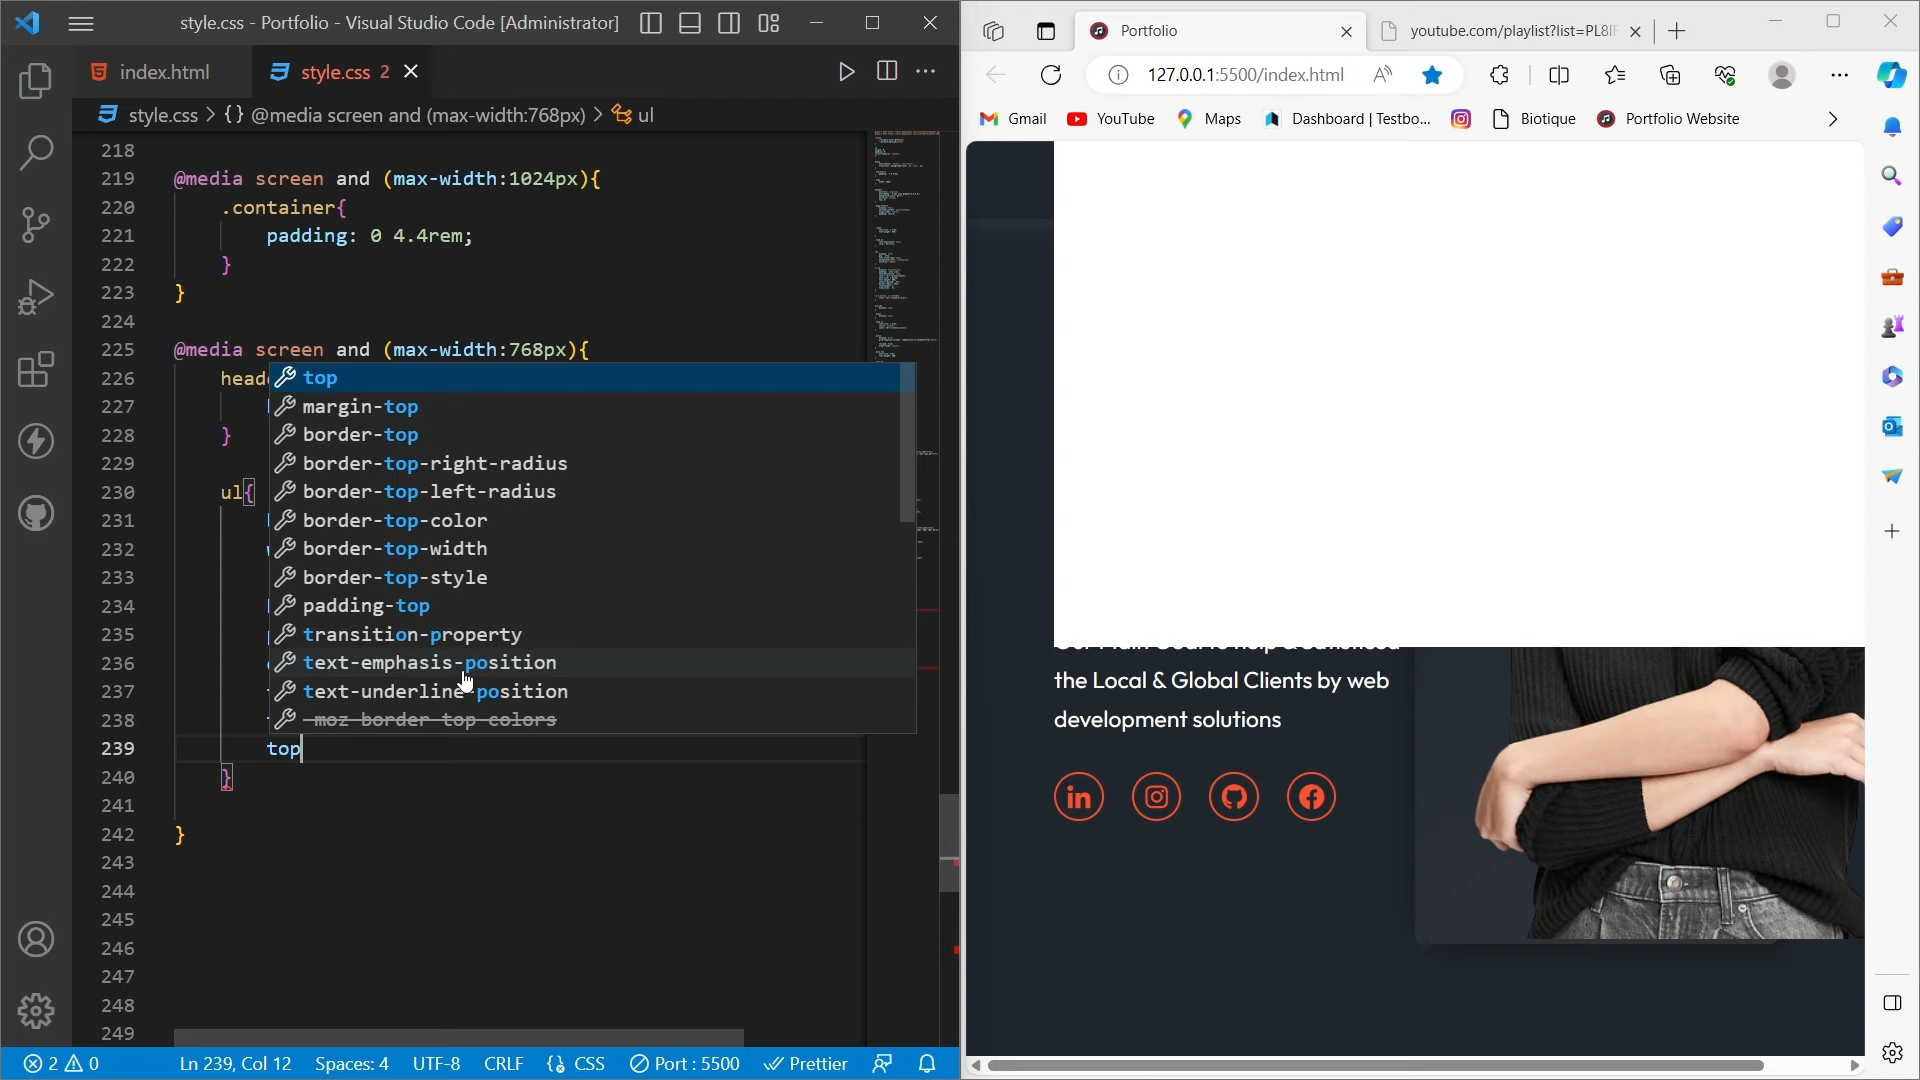 style.css - Portfolio - Visual Studio Code [Administrator]
index.html
style.css 2
style.css > {} @media screen and (max-width:768px) > ul
218
219 @media screen and (max-width:1024px){
220 .container{
221 padding: 0 4.4rem;
222 }
223 }
224
225 @media screen and (max-width:768px){
226 head
227
228 }
229
230 ul{
231
232
233
234
235
236
237
238
239 top
240 }
241
242 }
243
244
245
246
247
248
249
top
margin-top
border-top
border-top-right-radius
border-top-left-radius
border-top-color
border-top-width
border-top-style
padding-top
transition-property
text-emphasis-position
text-underline-position
-moz-border-top-colors
2 0
Ln 239, Col 12
Spaces: 4
UTF-8
CRLF
{} CSS
Port : 5500
Prettier
Portfolio
youtube.com/playlist?list=PL8IF
127.0.0.1:5500/index.html
Gmail
YouTube
Maps
Dashboard | Testbo...
Biotique
Portfolio Website
the Local & Global Clients by web
development solutions